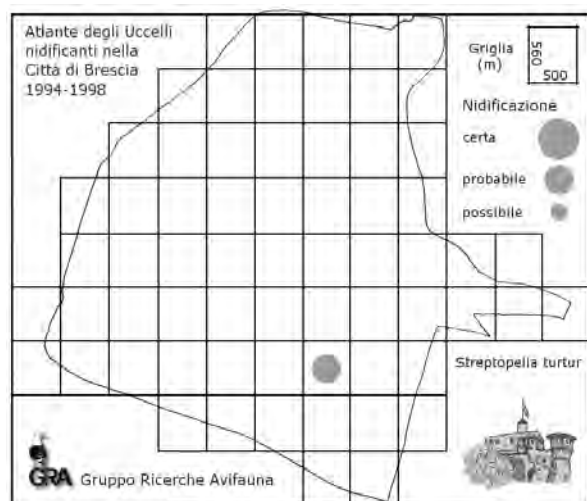 Atlante degli Uccelli
nidificanti nella
Città di Brescia
1994-1998
Griglia
(m)
560
500
Nidificazione
certa
probabile
possibile
Streptopelia turtur
GRA Gruppo Ricerche Avifauna